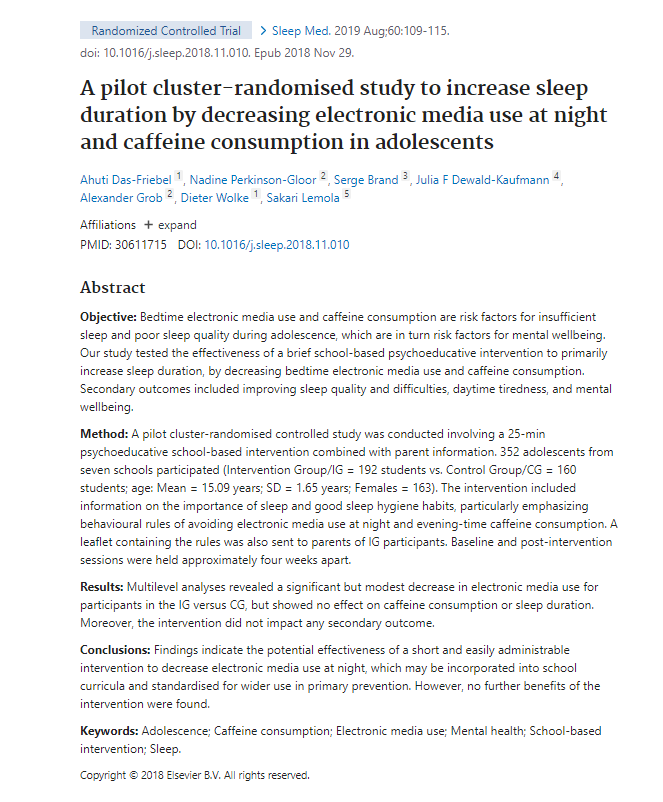 Randomized Controlled Trial > Sleep Med. 2019 Aug;60:109-115.
doi: 10.1016/j.sleep.2018.11.010. Epub 2018 Nov 29.
A pilot cluster-randomised study to increase sleep
duration by decreasing electronic media use at night
and caffeine consumption in adolescents
Ahuti Das-Friebel 1, Nadine Perkinson-Gloor 2, Serge Brand 3, Julia F Dewald-Kaufmann 4,
Alexander Grob 2, Dieter Wolke 1, Sakari Lemola 5
Affiliations + expand
PMID: 30611715 DOI: 10.1016/j.sleep.2018.11.010
Abstract
Objective: Bedtime electronic media use and caffeine consumption are risk factors for insufficient
sleep and poor sleep quality during adolescence, which are in turn risk factors for mental wellbeing.
Our study tested the effectiveness of a brief school-based psychoeducative intervention to primarily
increase sleep duration, by decreasing bedtime electronic media use and caffeine consumption.
Secondary outcomes included improving sleep quality and difficulties, daytime tiredness, and mental
wellbeing.
Method: A pilot cluster-randomised controlled study was conducted involving a 25-min
psychoeducative school-based intervention combined with parent information. 352 adolescents from
seven schools participated (Intervention Group/IG = 192 students vs. Control Group/CG = 160
students; age: Mean = 15.09 years; SD = 1.65 years; Females = 163). The intervention included
information on the importance of sleep and good sleep hygiene habits, particularly emphasizing
behavioural rules of avoiding electronic media use at night and evening-time caffeine consumption. A
leaflet containing the rules was also sent to parents of IG participants. Baseline and post-intervention
sessions were held approximately four weeks apart.
Results: Multilevel analyses revealed a significant but modest decrease in electronic media use for
participants in the IG versus CG, but showed no effect on caffeine consumption or sleep duration.
Moreover, the intervention did not impact any secondary outcome.
Conclusions: Findings indicate the potential effectiveness of a short and easily administrable
intervention to decrease electronic media use at night, which may be incorporated into school
curricula and standardised for wider use in primary prevention. However, no further benefits of the
intervention were found.
Keywords: Adolescence; Caffeine consumption; Electronic media use; Mental health; School-based
intervention; Sleep.
Copyright © 2018 Elsevier B.V. All rights reserved.